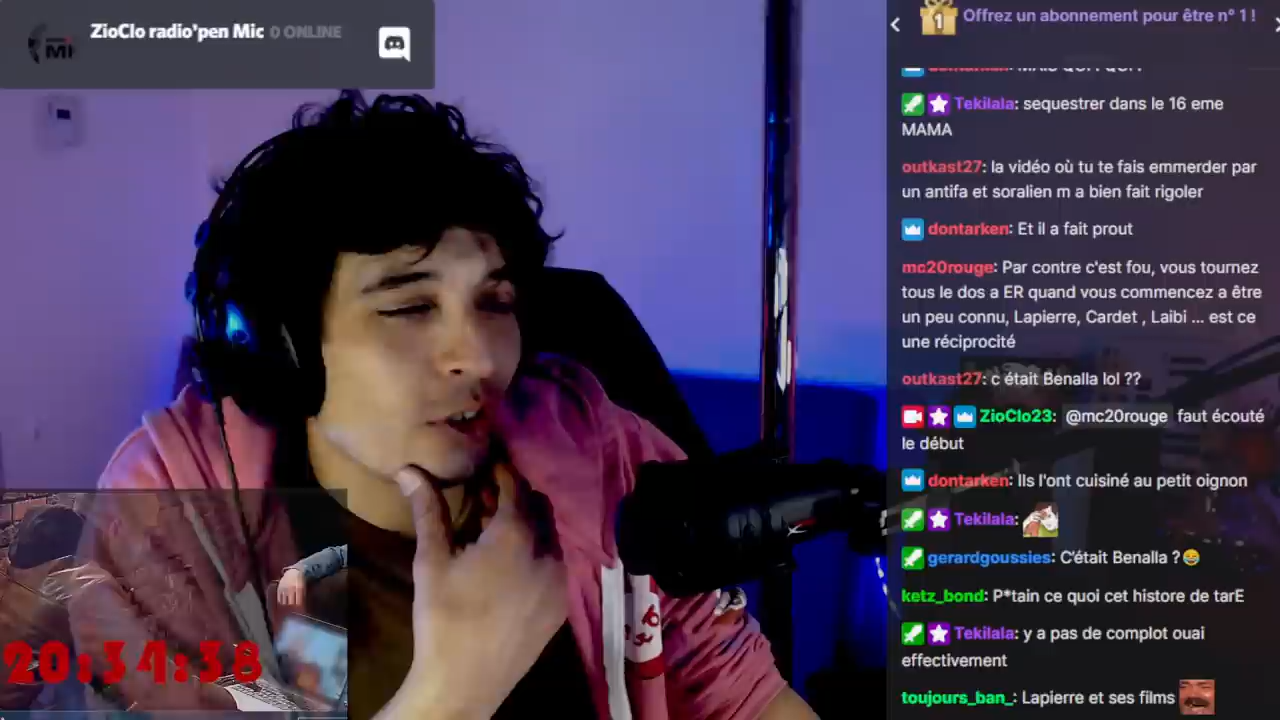 ZioClo radio'pen Mic 0 ONLINE
MI
Offrez un abonnement pour être n° 1 !
1
Tekilala: sequestrer dans le 16 eme
MAMA
outkast27: la vidéo où tu te fais emmerder par
un antifa et soralien m a bien fait rigoler
dontarken: Et il a fait prout
mc20rouge: Par contre c'est fou, vous tournez
tous le dos a ER quand vous commencez a être
un peu connu, Lapierre, Cardet , Laibi ... est ce
une réciprocité
outkast27: c était Benalla lol ??
ZioClo23: @mc20rouge faut écouté
le début
dontarken: Ils l'ont cuisiné au petit oignon
Tekilala:
gerardgoussies: C'était Benalla ?
ketz_bond: P*tain ce quoi cet histore de tarE
Tekilala: y a pas de complot ouai
effectivement
toujours_ban_: Lapierre et ses films
20:34:38